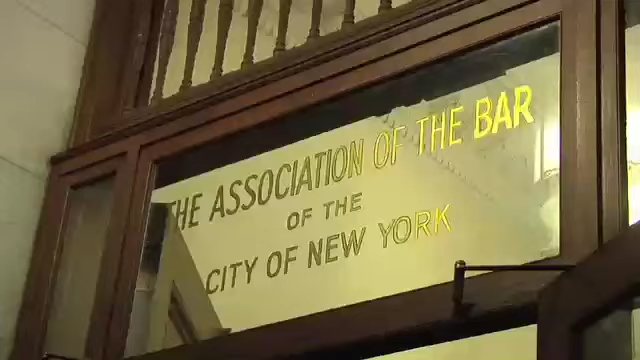 THE ASSOCIATION OF THE BAR
OF THE
CITY OF NEW YORK